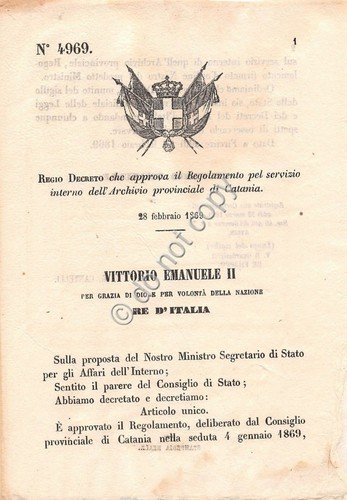 N° 4969.
1
REGIO DECRETO che approva il Regolamento pel servizio
interno dell'Archivio provinciale di Catania.
28 febbraio 1869
VITTORIO EMANUELE II
PER GRAZIA DI DIO E PER VOLONTÀ DELLA NAZIONE
RE D'ITALIA
Sulla proposta del Nostro Ministro Segretario di Stato
per gli Affari dell'Interno;
Sentito il parere del Consiglio di Stato;
Abbiamo decretato e decretiamo:
Articolo unico.
È approvato il Regolamento, deliberato dal Consiglio
provinciale di Catania nella seduta 4 gennaio 1869,
do not copy